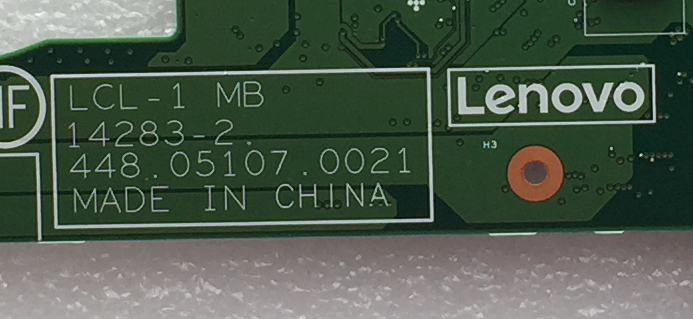 LCL-1 MB
14283-2
448.05107.0021
MADE IN CHINA
Lenovo
H3